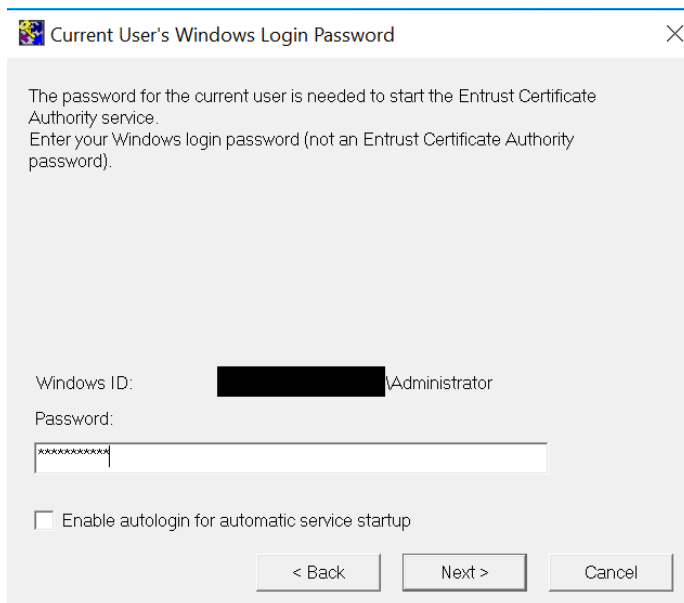 Current User's Windows Login Password
The password for the current user is needed to start the Entrust Certificate
Authority service.
Enter your Windows login password (not an Entrust Certificate Authority
password).
Windows ID: \Administrator
Password:
***********
Enable autologin for automatic service startup
< Back Next > Cancel